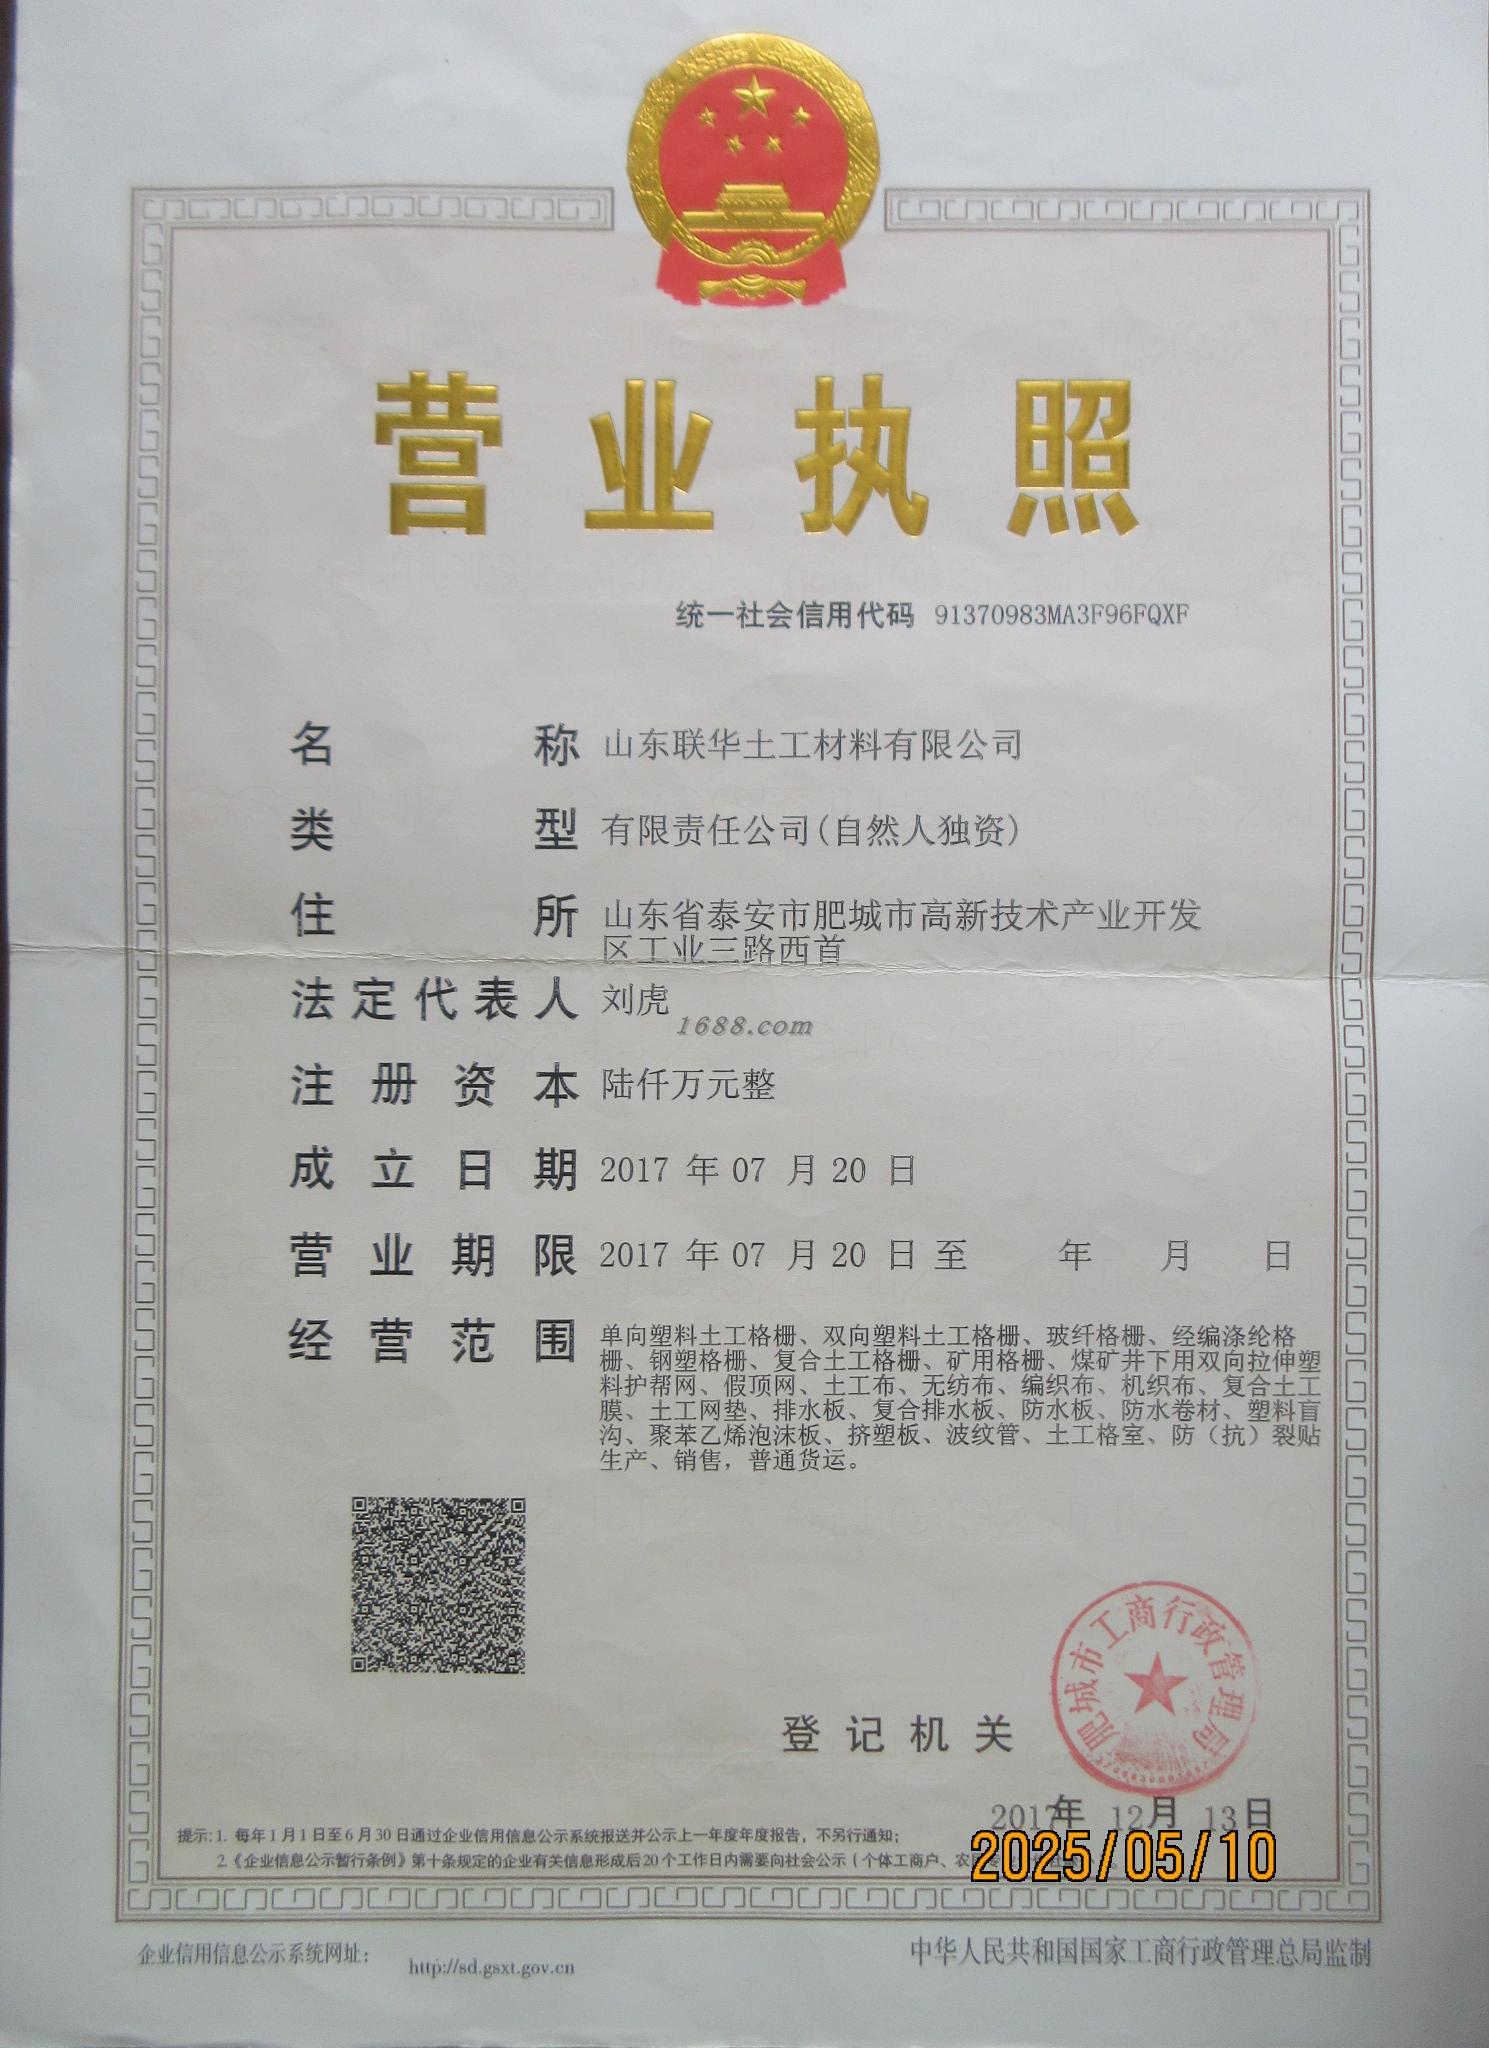 营业执照
统一社会信用代码 91370983MA3F96FQXF
名称 山东联华土工材料有限公司
类型 有限责任公司(自然人独资)
住所 山东省泰安市肥城市高新技术产业开发
区工业三路西首
法定代表人 刘虎
1688.com
注册资本 陆仟万元整
成立日期 2017 年 07 月 20 日
营业期限 2017 年 07 月 20 日 至 年 月 日
经营范围 单向塑料土工格栅、双向塑料土工格栅、玻纤格栅、经编涤纶格
栅、钢塑格栅、复合土工格栅、矿用格栅、煤矿井下用双向拉伸塑
料护帮网、假顶网、土工布、无纺布、编织布、机织布、复合土工
膜、土工网垫、排水板、复合排水板、防水板、防水卷材、塑料盲
沟、聚苯乙烯泡沫板、挤塑板、波纹管、土工格室、防（抗）裂贴
生产、销售，普通货运。
肥城市工商行政管理局
登记机关
2017年 12月 13日
提示:1. 每年1月1日至6月30日通过企业信用信息公示系统报送并公示上一年度年度报告，不另行通知；
2.《企业信息公示暂行条例》第十条规定的企业有关信息形成后20个工作日内需要向社会公示（个体工商户、农
2025/05/10
企业信用信息公示系统网址： http://sd.gsxt.gov.cn
中华人民共和国国家工商行政管理总局监制